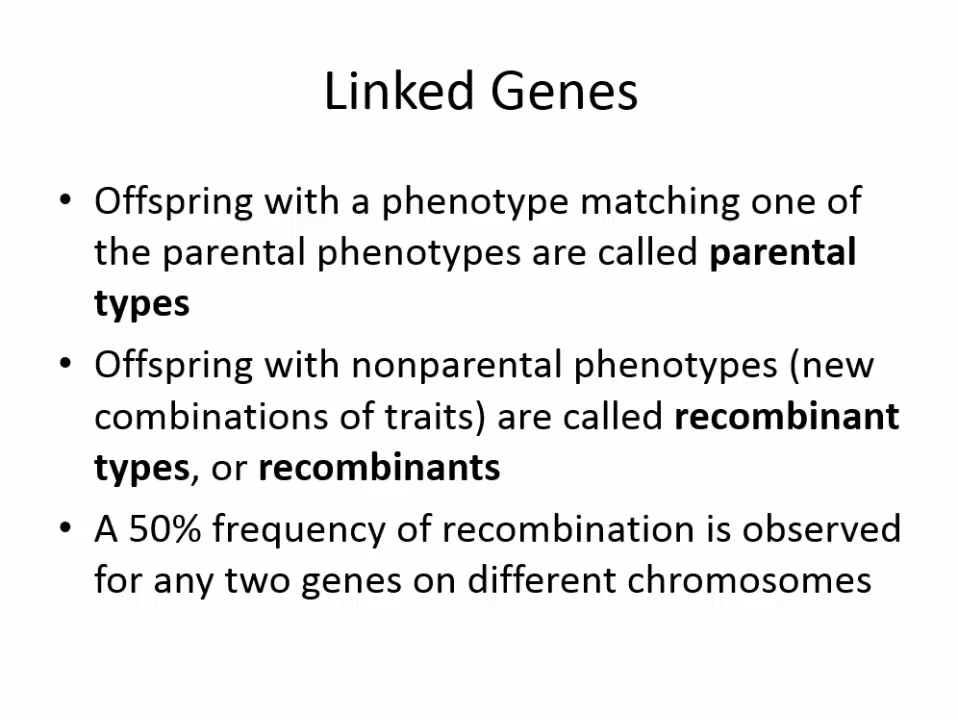 Linked Genes
• Offspring with a phenotype matching one of
the parental phenotypes are called parental
types
• Offspring with nonparental phenotypes (new
combinations of traits) are called recombinant
types, or recombinants
• A 50% frequency of recombination is observed
for any two genes on different chromosomes